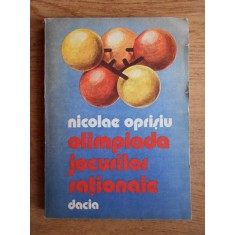 nicolae oprișiu
olimpiada
jocurilor
raționale
dacia